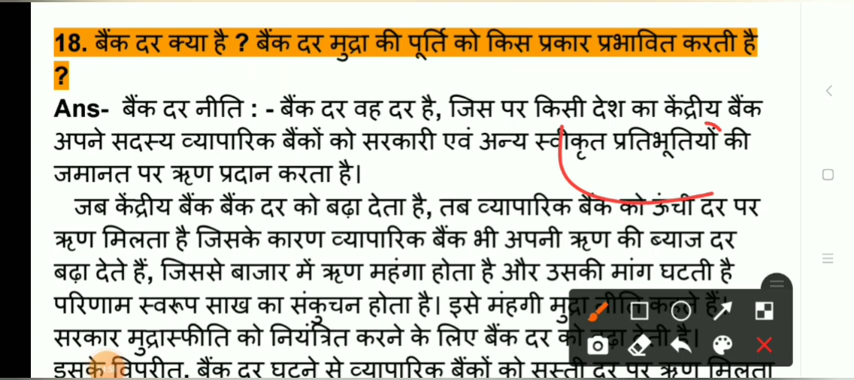 18. बैंक दर क्या है ? बैंक दर मुद्रा की पूर्ति को किस प्रकार प्रभावित करती है
?
Ans- बैंक दर नीति : - बैंक दर वह दर है, जिस पर किसी देश का केंद्रीय बैंक
अपने सदस्य व्यापारिक बैंकों को सरकारी एवं अन्य स्वीकृत प्रतिभूतियों की
जमानत पर ऋण प्रदान करता है।
जब केंद्रीय बैंक बैंक दर को बढ़ा देता है, तब व्यापारिक बैंक को ऊंची दर पर
ऋण मिलता है जिसके कारण व्यापारिक बैंक भी अपनी ऋण की ब्याज दर
बढ़ा देते हैं, जिससे बाजार में ऋण महंगा होता है और उसकी मांग घटती है
परिणाम स्वरूप साख का संकुचन होता है। इसे मंहगी मुद्रा नीति कहते हैं।
सरकार मुद्रास्फीति को नियंत्रित करने के लिए बैंक दर को बढ़ा देती है।
इसके विपरीत, बैंक दर घटने से व्यापारिक बैंकों को सस्ती दर पर ऋण मिलता